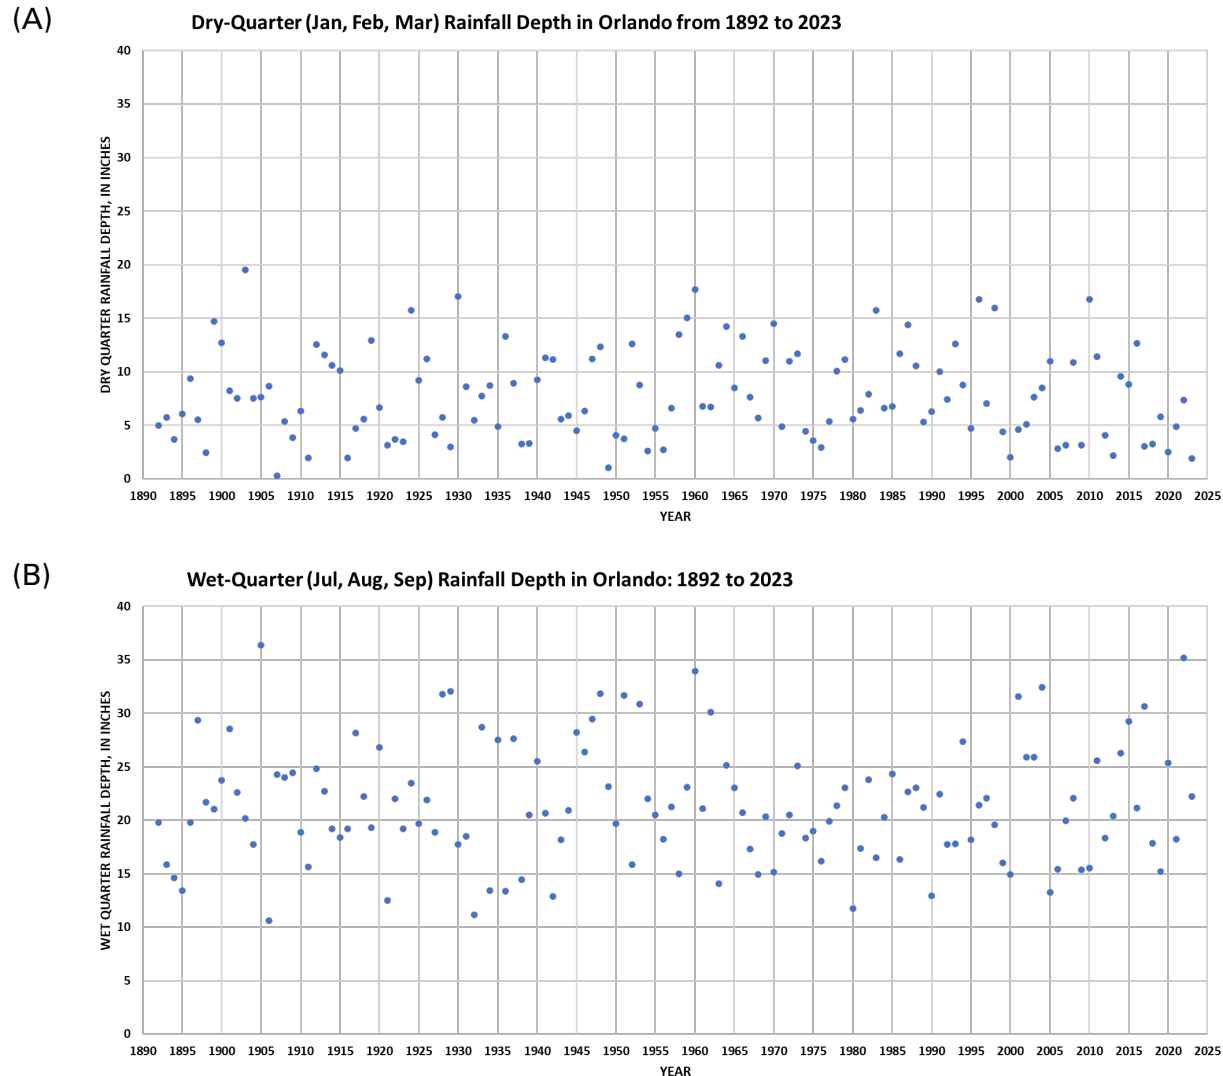 (A)
Dry-Quarter (Jan, Feb, Mar) Rainfall Depth in Orlando from 1892 to 2023
40
35
30
25
20
15
10
5
0
DRY QUARTER RAINFALL DEPTH, IN INCHES
1890 1895 1900 1905 1910 1915 1920 1925 1930 1935 1940 1945 1950 1955 1960 1965 1970 1975 1980 1985 1990 1995 2000 2005 2010 2015 2020 2025
YEAR
(B)
Wet-Quarter (Jul, Aug, Sep) Rainfall Depth in Orlando: 1892 to 2023
40
35
30
25
20
15
10
5
0
WET QUARTER RAINFALL DEPTH, IN INCHES
1890 1895 1900 1905 1910 1915 1920 1925 1930 1935 1940 1945 1950 1955 1960 1965 1970 1975 1980 1985 1990 1995 2000 2005 2010 2015 2020 2025
YEAR